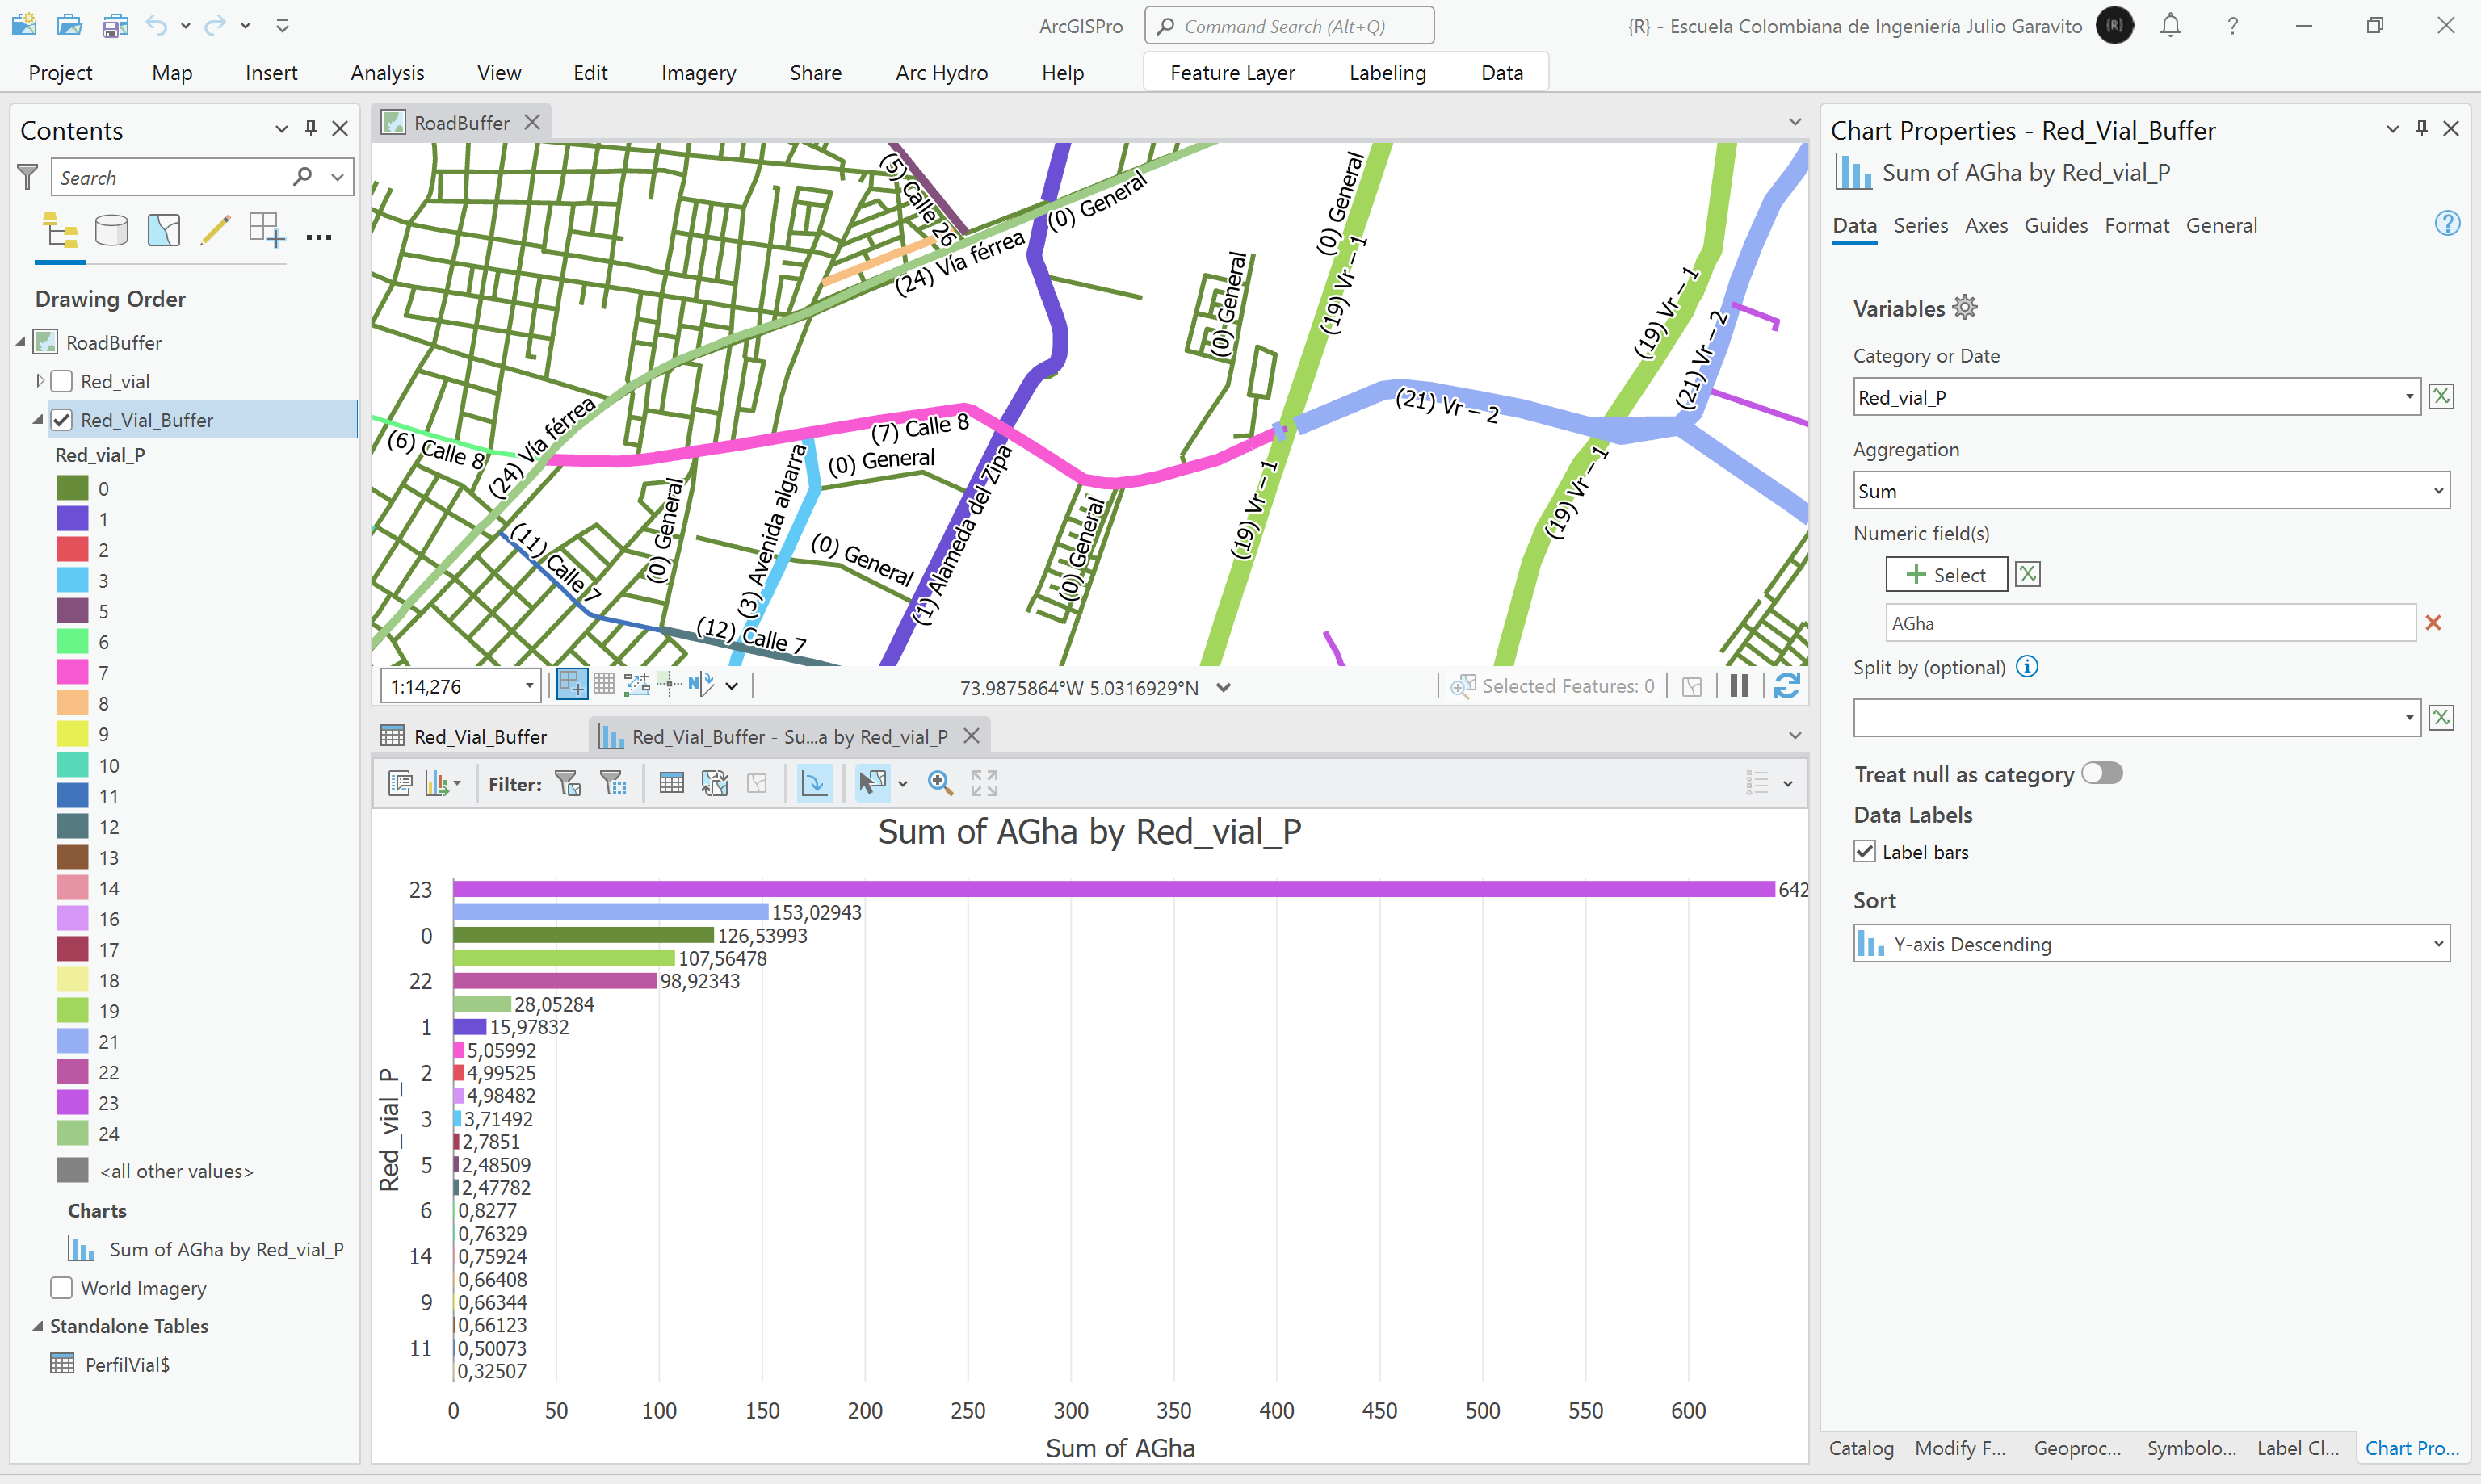 ArcGISPro
Command Search (Alt+Q)
{R} - Escuela Colombiana de Ingeniería Julio Garavito
{R}
?
Project Map Insert Analysis View Edit Imagery Share Arc Hydro Help Feature Layer Labeling Data
Contents
Search
Drawing Order
RoadBuffer
Red_vial
Red_Vial_Buffer
Red_vial_P
0
1
2
3
5
6
7
8
9
10
11
12
13
14
16
17
18
19
21
22
23
24
<all other values>
Charts
Sum of AGha by Red_vial_P
World Imagery
Standalone Tables
PerfilVial$
RoadBuffer
(5) Calle 26
(0) General
(24) Vía férrea
(0) General
(19) Vr – 1
(0) General
(19) Vr – 1
(21) Vr – 2
(21) Vr – 2
(7) Calle 8
(6) Calle 8
(24) Vía férrea
(0) General
(3) Avenida algarra
(0) General
(1) Alameda del Zipa
(19) Vr – 1
(19) Vr – 1
(0) General
(11) Calle 7
(0) General
(12) Calle 7
1:14,276
73.9875864°W 5.0316929°N
Selected Features: 0
Red_Vial_Buffer
Red_Vial_Buffer - Su...a by Red_vial_P
Filter:
Sum of AGha by Red_vial_P
23 642
153,02943
0 126,53993
107,56478
22 98,92343
28,05284
1 15,97832
5,05992
2 4,99525
4,98482
3 3,71492
2,7851
5 2,48509
2,47782
6 0,8277
0,76329
14 0,75924
0,66408
9 0,66344
0,66123
11 0,50073
0,32507
Red_vial_P
0 50 100 150 200 250 300 350 400 450 500 550 600
Sum of AGha
Chart Properties - Red_Vial_Buffer
Sum of AGha by Red_vial_P
Data Series Axes Guides Format General
?
Variables
Category or Date
Red_vial_P
Aggregation
Sum
Numeric field(s)
Select
AGha
Split by (optional)
Treat null as category
Data Labels
Label bars
Sort
Y-axis Descending
Catalog Modify F... Geoproc... Symbolo... Label Cl... Chart Pro...